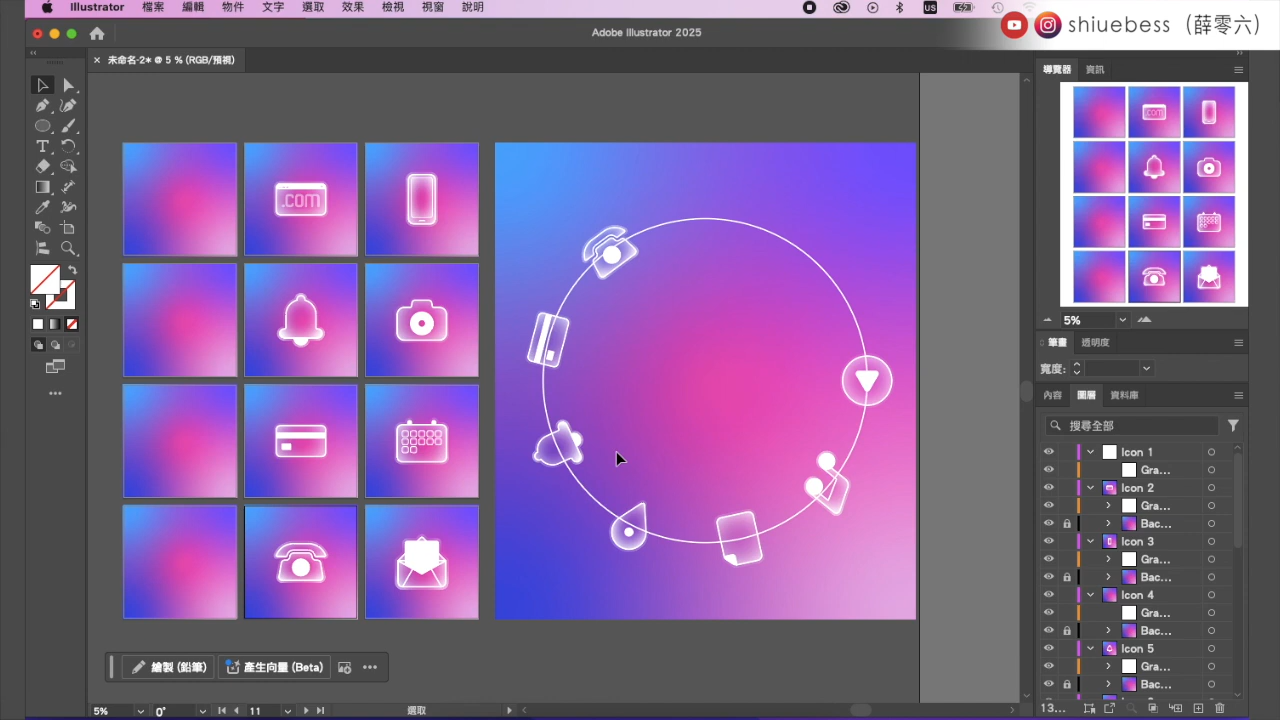 Illustrator 檔案 編輯 物件 文字 選取 效果 檢視 視窗 說明
US
shiuebess (薛零六)
Adobe Illustrator 2025
未命名-2* @ 5 % (RGB/預視)
導覽器 資訊
.com
5%
筆畫 透明度
寬度:
內容 圖層 資料庫
搜尋全部
Icon 1
Gra...
Icon 2
Gra...
Bac...
Icon 3
Gra...
Bac...
Icon 4
Gra...
Bac...
Icon 5
Gra...
Bac...
繪製 (鉛筆) 產生向量 (Beta)
5% 0° 11 選取
13...